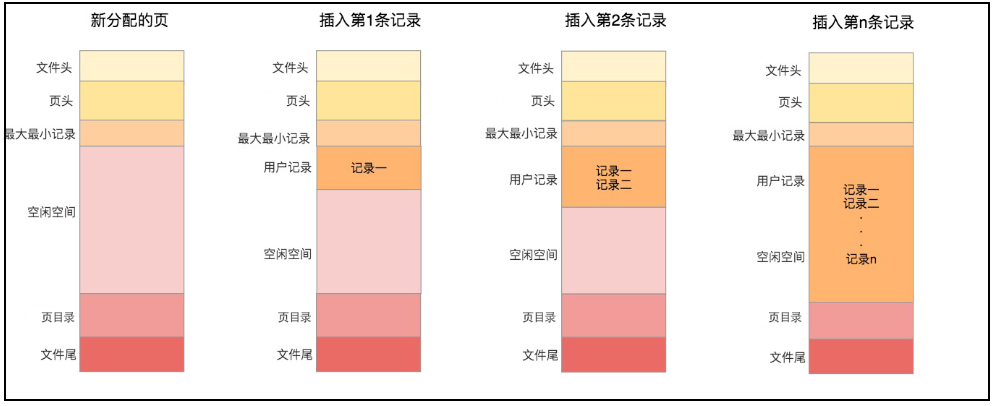 新分配的页
文件头
页头
最大最小记录
空闲空间
页目录
文件尾
插入第1条记录
文件头
页头
最大最小记录
用户记录
记录一
空闲空间
页目录
文件尾
插入第2条记录
文件头
页头
最大最小记录
用户记录
记录一
记录二
空闲空间
页目录
文件尾
插入第n条记录
文件头
页头
最大最小记录
用户记录
记录一
记录二
.
.
.
记录n
空闲空间
页目录
文件尾